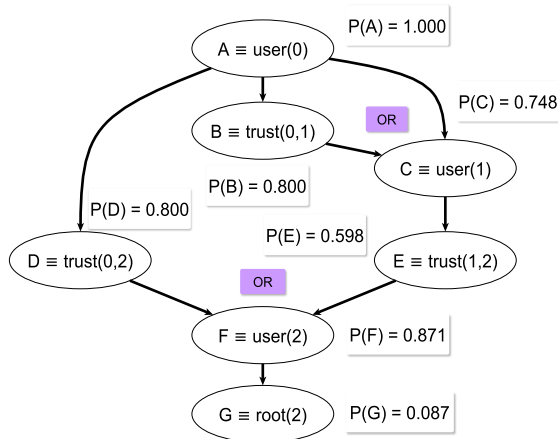 P(A) = 1.000
A ≡ user(0)
P(C) = 0.748
OR
B ≡ trust(0,1)
C ≡ user(1)
P(B) = 0.800
P(D) = 0.800
P(E) = 0.598
D ≡ trust(0,2)
E ≡ trust(1,2)
OR
F ≡ user(2)
P(F) = 0.871
G ≡ root(2)
P(G) = 0.087